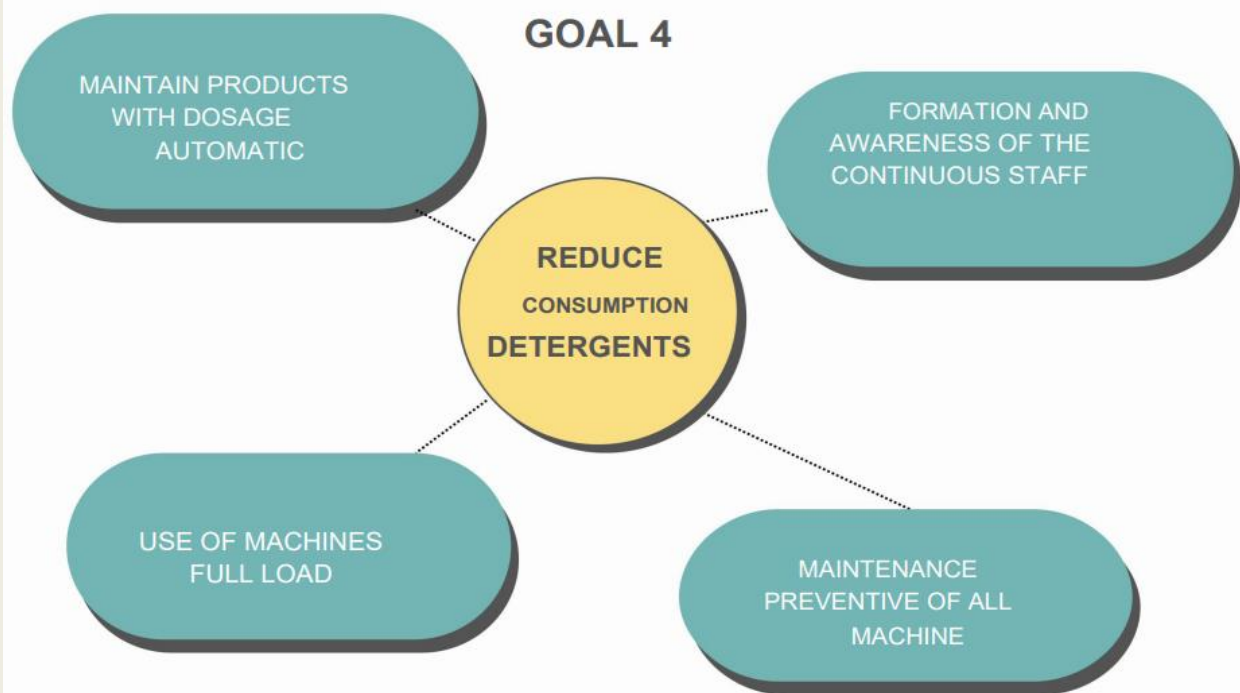 GOAL 4
MAINTAIN PRODUCTS
WITH DOSAGE
AUTOMATIC
FORMATION AND
AWARENESS OF THE
CONTINUOUS STAFF
REDUCE
CONSUMPTION
DETERGENTS
USE OF MACHINES
FULL LOAD
MAINTENANCE
PREVENTIVE OF ALL
MACHINE